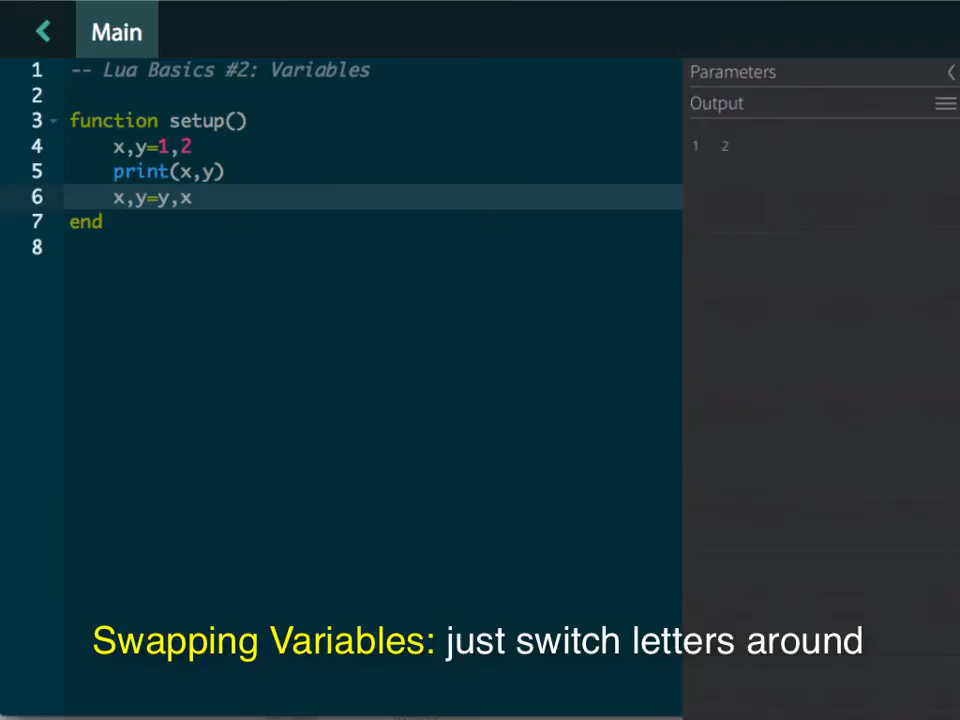 Main
Parameters
Output
1 2
1 -- Lua Basics #2: Variables
2
3 function setup()
4 x,y=1,2
5 print(x,y)
6 x,y=y,x
7 end
8
Swapping Variables: just switch letters around